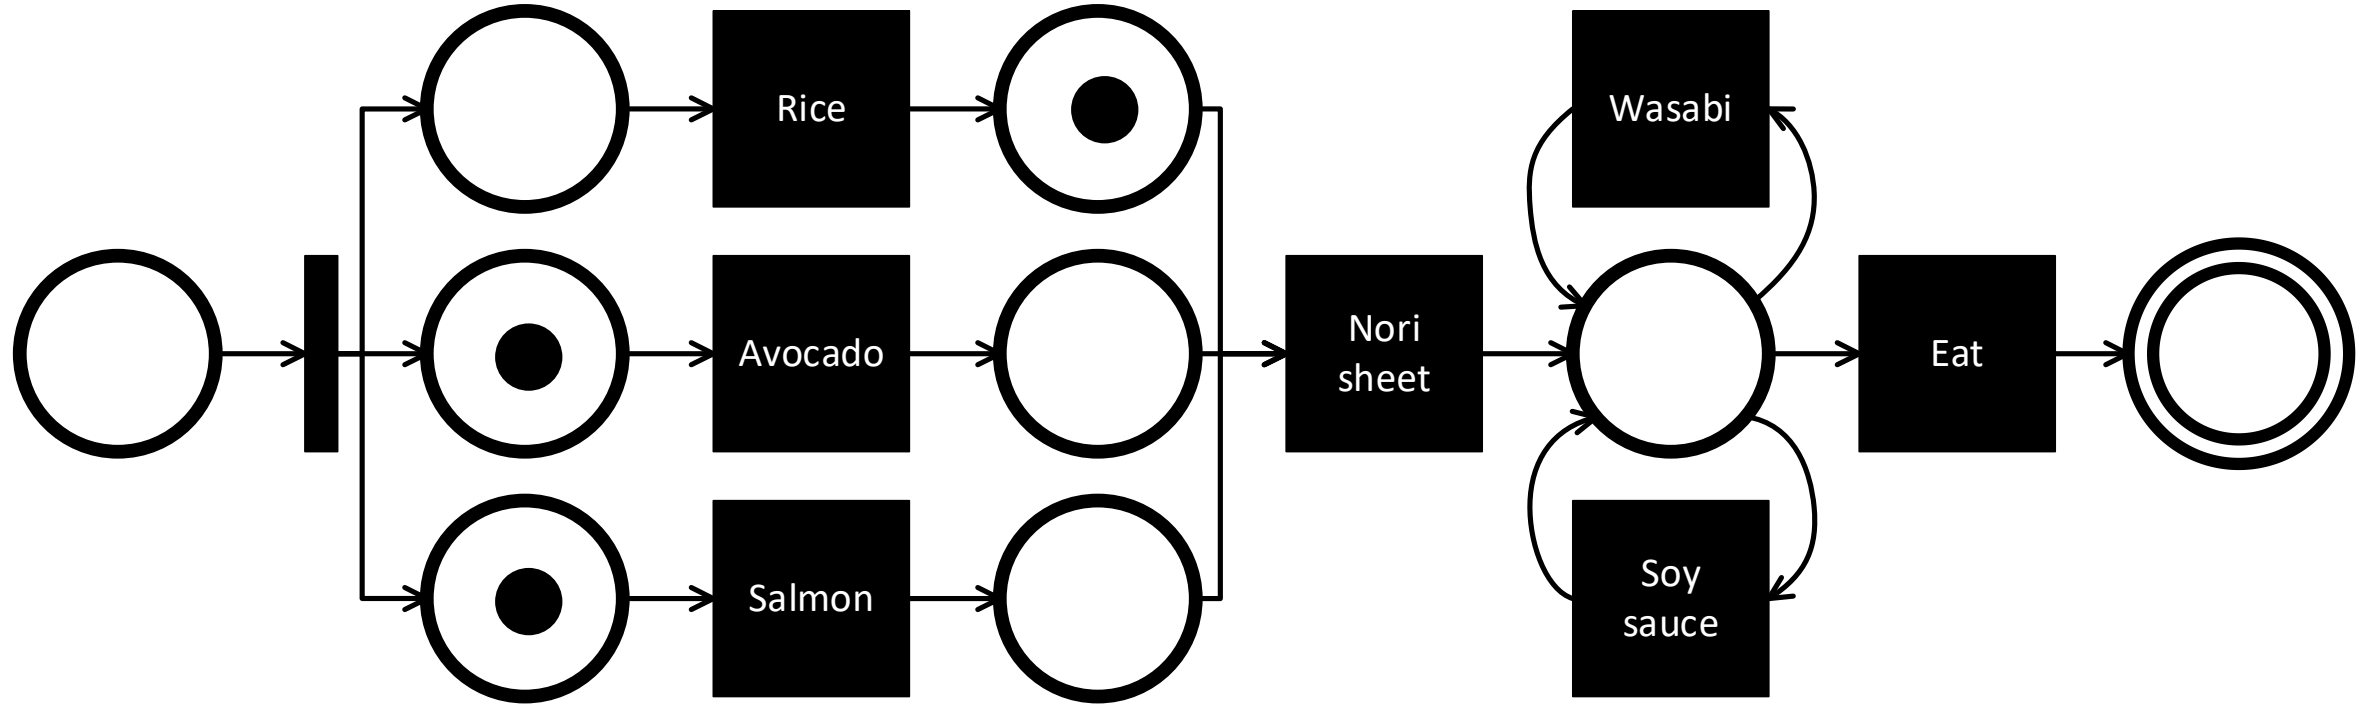 Rice
Wasabi
Avocado
Nori
sheet
Eat
Salmon
Soy
sauce